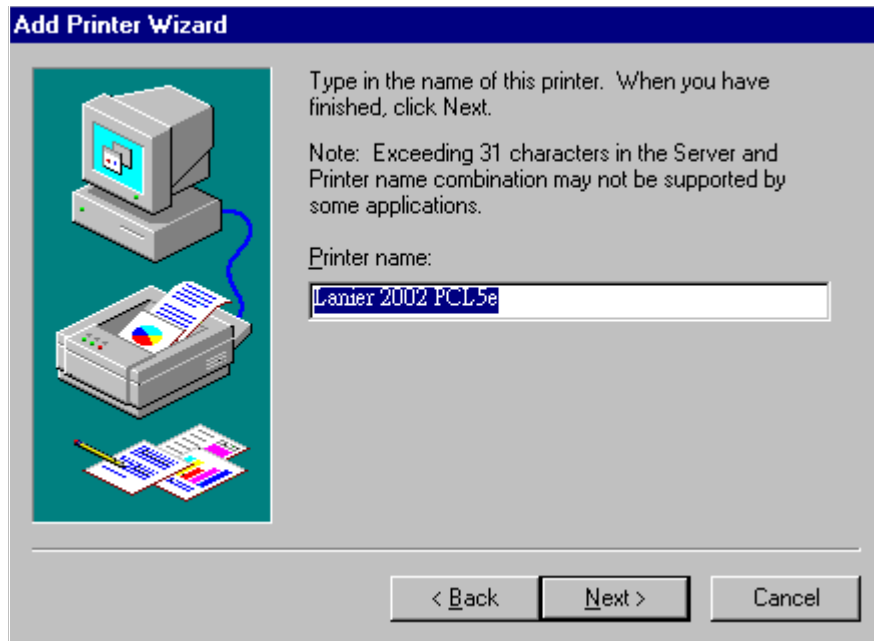 Add Printer Wizard
Type in the name of this printer. When you have
finished, click Next.
Note: Exceeding 31 characters in the Server and
Printer name combination may not be supported by
some applications.
Printer name:
Lanier 2002 PCL5e
< Back
Next >
Cancel